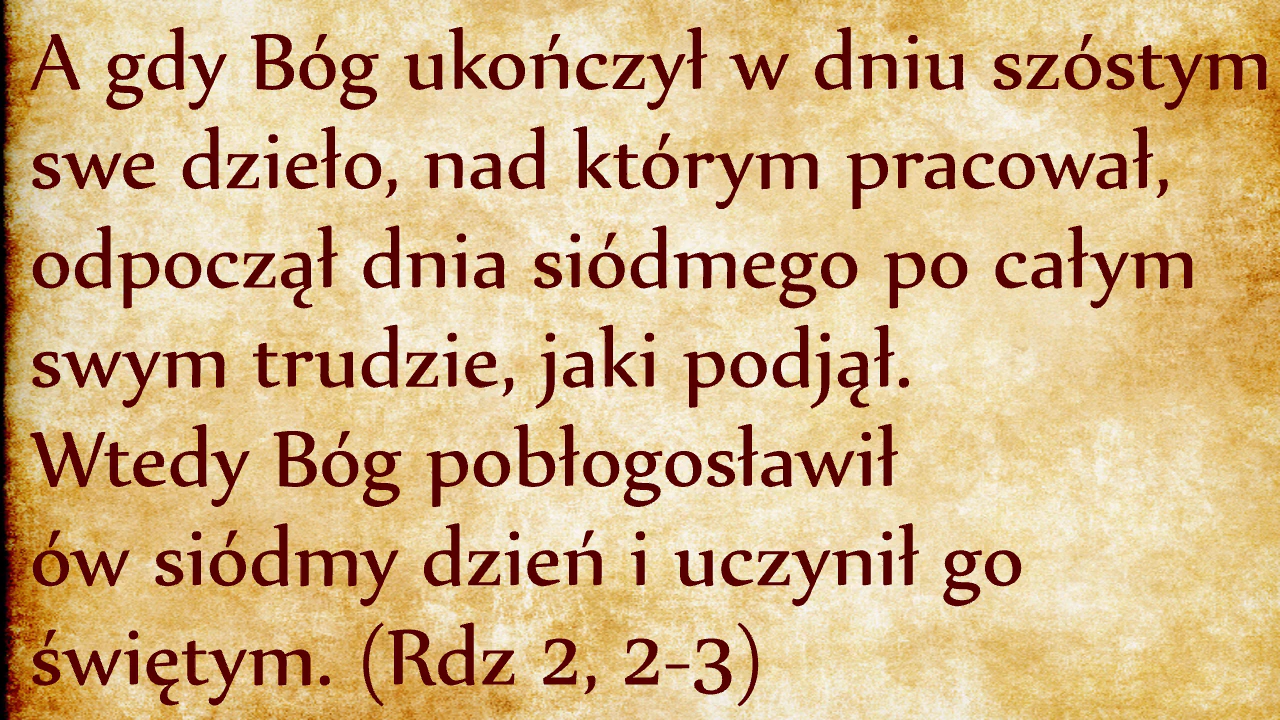 A gdy Bóg ukończył w dniu szóstym
swe dzieło, nad którym pracował,
odpoczął dnia siódmego po całym
swym trudzie, jaki podjął.
Wtedy Bóg pobłogosławił
ów siódmy dzień i uczynił go
świętym. (Rdz 2, 2-3)